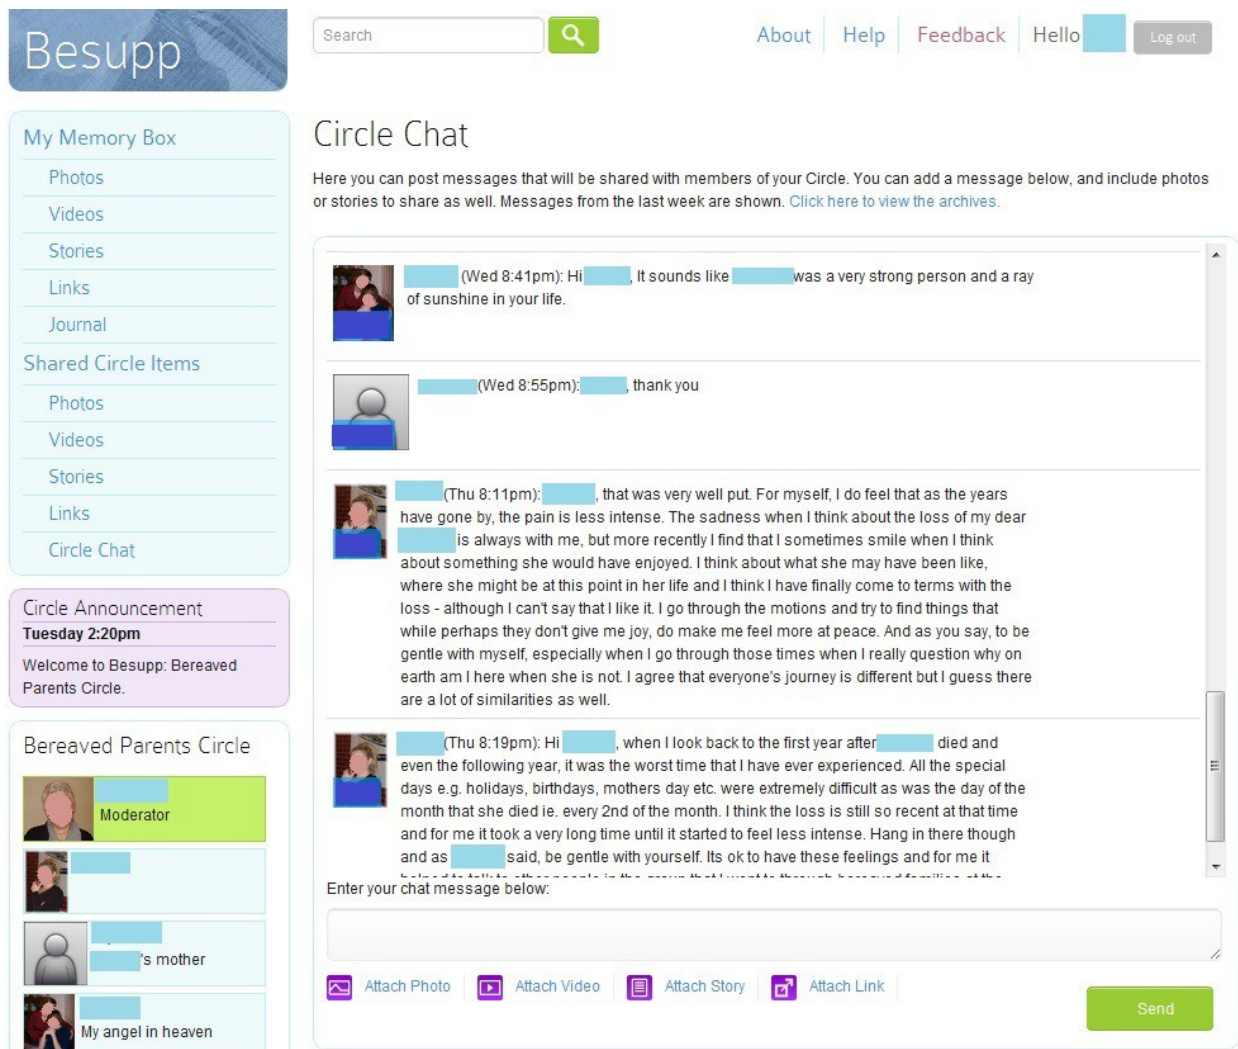 Besupp
Search
About
Help
Feedback
Hello
Log out
My Memory Box
Photos
Videos
Stories
Links
Journal
Shared Circle Items
Photos
Videos
Stories
Links
Circle Chat
Circle Announcement
Tuesday 2:20pm
Welcome to Besupp: Bereaved
Parents Circle.
Bereaved Parents Circle
Moderator
's mother
My angel in heaven
Circle Chat
Here you can post messages that will be shared with members of your Circle. You can add a message below, and include photos
or stories to share as well. Messages from the last week are shown. Click here to view the archives.
(Wed 8:41pm): Hi , It sounds like was a very strong person and a ray
of sunshine in your life.
(Wed 8:55pm): , thank you
(Thu 8:11pm): , that was very well put. For myself, I do feel that as the years
have gone by, the pain is less intense. The sadness when I think about the loss of my dear
is always with me, but more recently I find that I sometimes smile when I think
about something she would have enjoyed. I think about what she may have been like,
where she might be at this point in her life and I think I have finally come to terms with the
loss - although I can't say that I like it. I go through the motions and try to find things that
while perhaps they don't give me joy, do make me feel more at peace. And as you say, to be
gentle with myself, especially when I go through those times when I really question why on
earth am I here when she is not. I agree that everyone's journey is different but I guess there
are a lot of similarities as well.
(Thu 8:19pm): Hi , when I look back to the first year after died and
even the following year, it was the worst time that I have ever experienced. All the special
days e.g. holidays, birthdays, mothers day etc. were extremely difficult as was the day of the
month that she died ie. every 2nd of the month. I think the loss is still so recent at that time
and for me it took a very long time until it started to feel less intense. Hang in there though
and as said, be gentle with yourself. Its ok to have these feelings and for me it
Enter your chat message below:
Attach Photo
Attach Video
Attach Story
Attach Link
Send